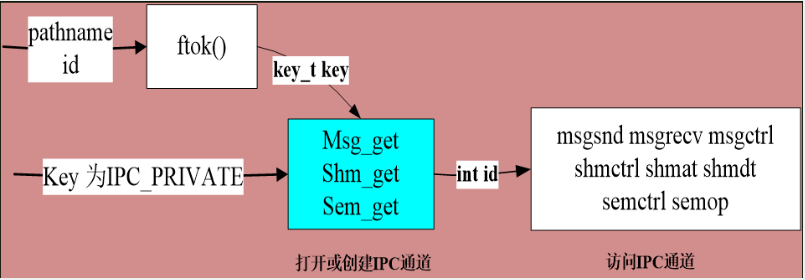 pathname
id
ftok()
key_t key
Key 为IPC_PRIVATE
Msg_get
Shm_get
Sem_get
int id
msgsnd msgrecv msgctrl
shmctrl shmat shmdt
semctrl semop
打开或创建IPC通道
访问IPC通道